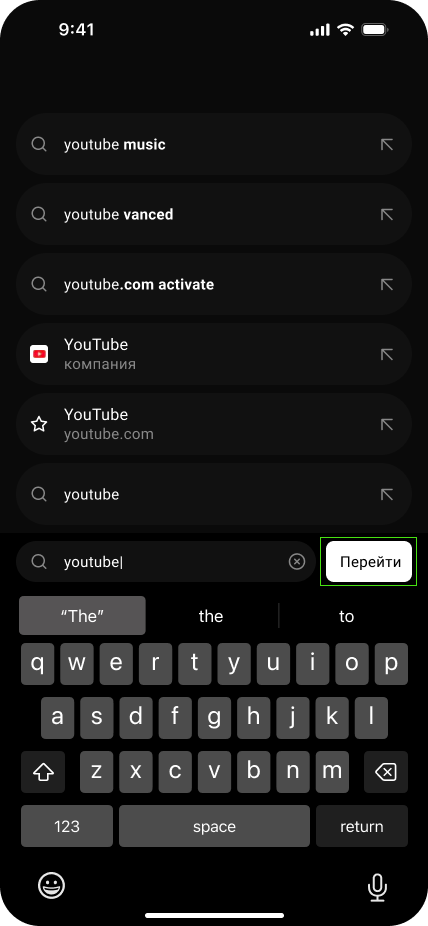 9:41
youtube music
youtube vanced
youtube.com activate
YouTube
компания
YouTube
youtube.com
youtube
youtube
Перейти
“The” the to
q w e r t y u i o p
a s d f g h j k l
z x c v b n m
123 space return